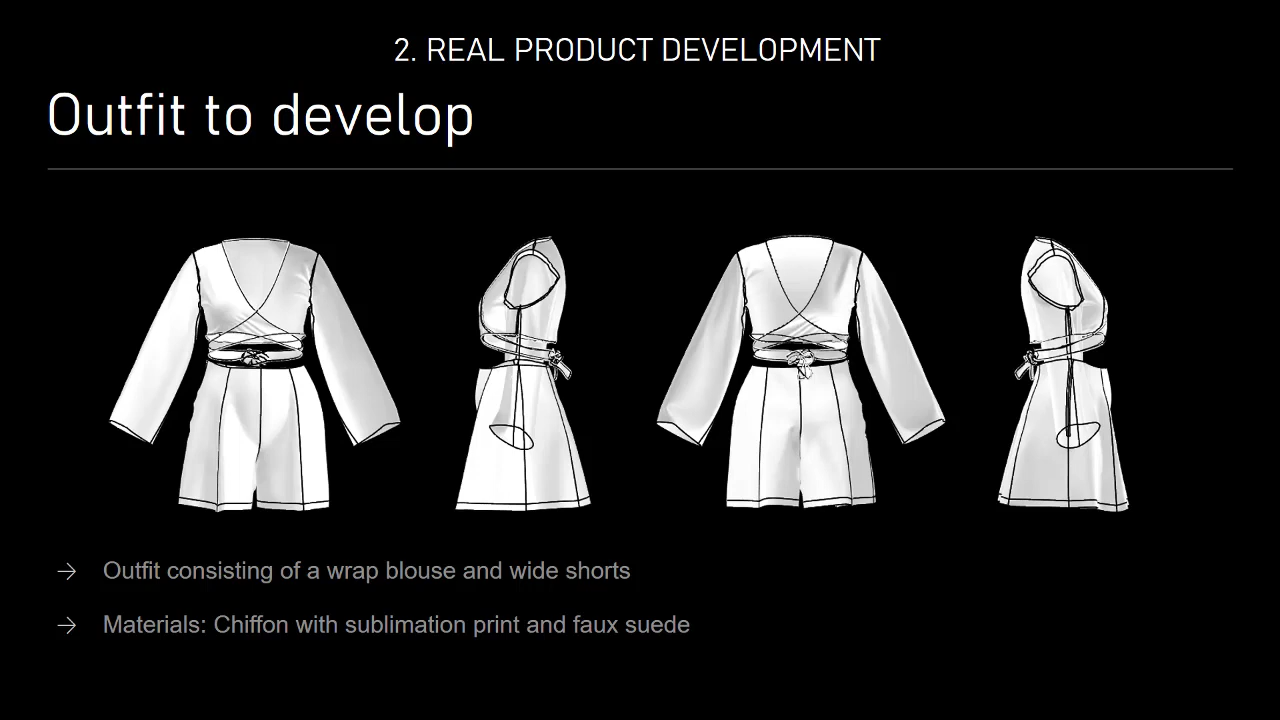 2. REAL PRODUCT DEVELOPMENT
Outfit to develop
→ Outfit consisting of a wrap blouse and wide shorts
→ Materials: Chiffon with sublimation print and faux suede